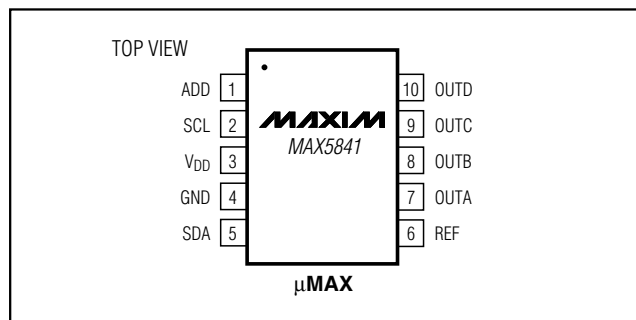 TOP VIEW
ADD 1
SCL 2
VDD 3
GND 4
SDA 5
MAXIM
MAX5841
10 OUTD
9 OUTC
8 OUTB
7 OUTA
6 REF
µMAX